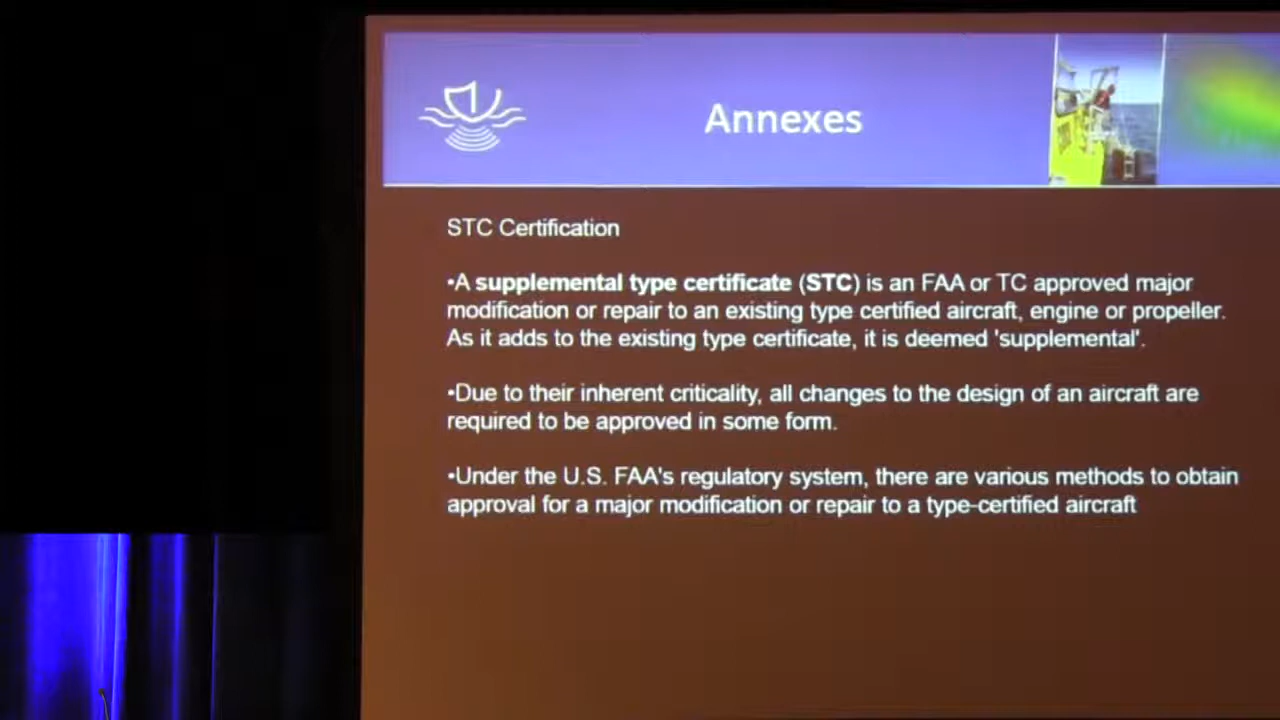 Annexes
STC Certification
•A supplemental type certificate (STC) is an FAA or TC approved major
modification or repair to an existing type certified aircraft, engine or propeller.
As it adds to the existing type certificate, it is deemed 'supplemental'.
•Due to their inherent criticality, all changes to the design of an aircraft are
required to be approved in some form.
•Under the U.S. FAA's regulatory system, there are various methods to obtain
approval for a major modification or repair to a type-certified aircraft